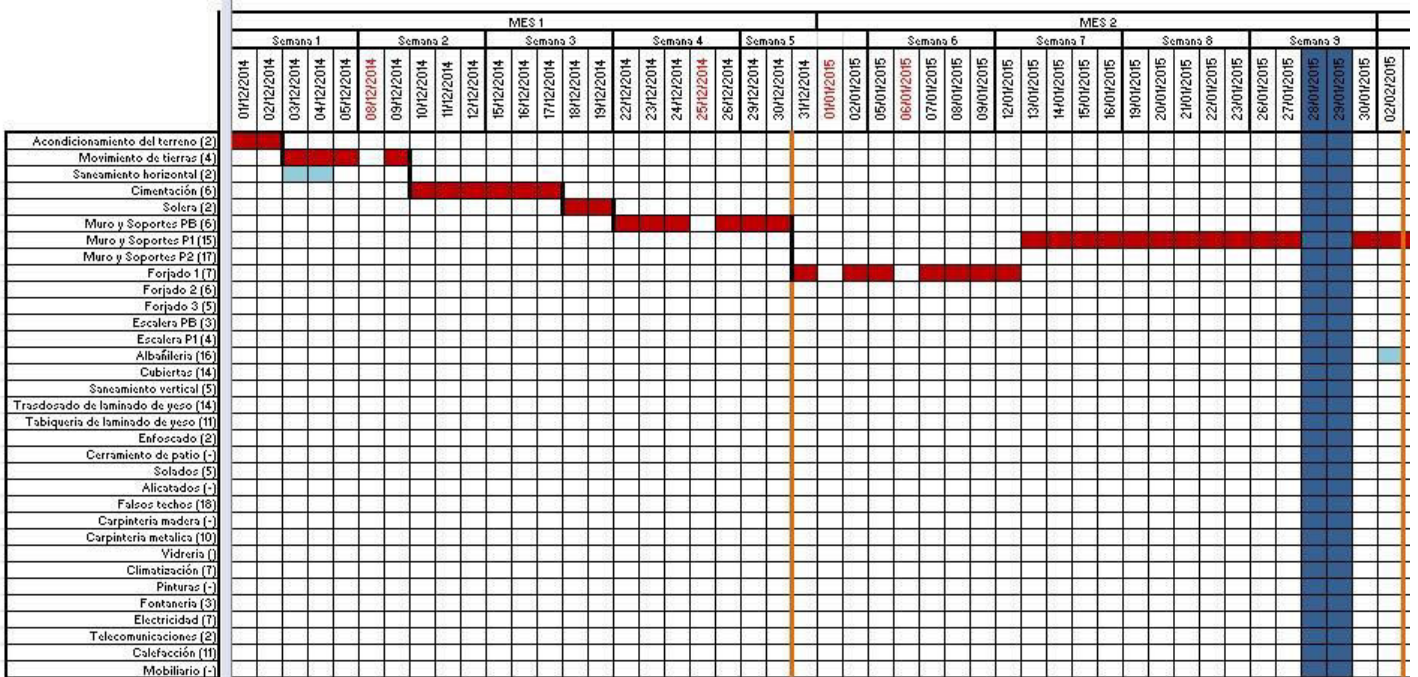 MES 1 MES 2
Semana 1 Semana 2 Semana 3 Semana 4 Semana 5 Semana 6 Semana 7 Semana 8 Semana 9
01/12/2014 02/12/2014 03/12/2014 04/12/2014 05/12/2014 08/12/2014 09/12/2014 10/12/2014 11/12/2014 12/12/2014 15/12/2014 16/12/2014 17/12/2014 18/12/2014 19/12/2014 22/12/2014 23/12/2014 24/12/2014 25/12/2014 26/12/2014 29/12/2014 30/12/2014 31/12/2014 01/01/2015 02/01/2015 05/01/2015 06/01/2015 07/01/2015 08/01/2015 09/01/2015 12/01/2015 13/01/2015 14/01/2015 15/01/2015 16/01/2015 19/01/2015 20/01/2015 21/01/2015 22/01/2015 23/01/2015 26/01/2015 27/01/2015 28/01/2015 29/01/2015 30/01/2015 02/02/2015
Acondicionamiento del terreno (2)
Movimiento de tierras (4)
Saneamiento horizontal (2)
Cimentación (6)
Solera (2)
Muro y Soportes PB (6)
Muro y Soportes P1 (15)
Muro y Soportes P2 (17)
Forjado 1 (7)
Forjado 2 (6)
Forjado 3 (5)
Escalera PB (3)
Escalera P1 (4)
Albañilería (16)
Cubiertas (14)
Saneamiento vertical (5)
Trasdosado de laminado de yeso (14)
Tabiqueria de laminado de yeso (11)
Enfoscado (2)
Cerramiento de patio (-)
Solados (5)
Alicatados (-)
Falsos techos (18)
Carpinteria madera (-)
Carpinteria metalica (10)
Vidreria ()
Climatización (7)
Pinturas (-)
Fontaneria (3)
Electricidad (7)
Telecomunicaciones (2)
Calefacción (11)
Mobiliario (-)